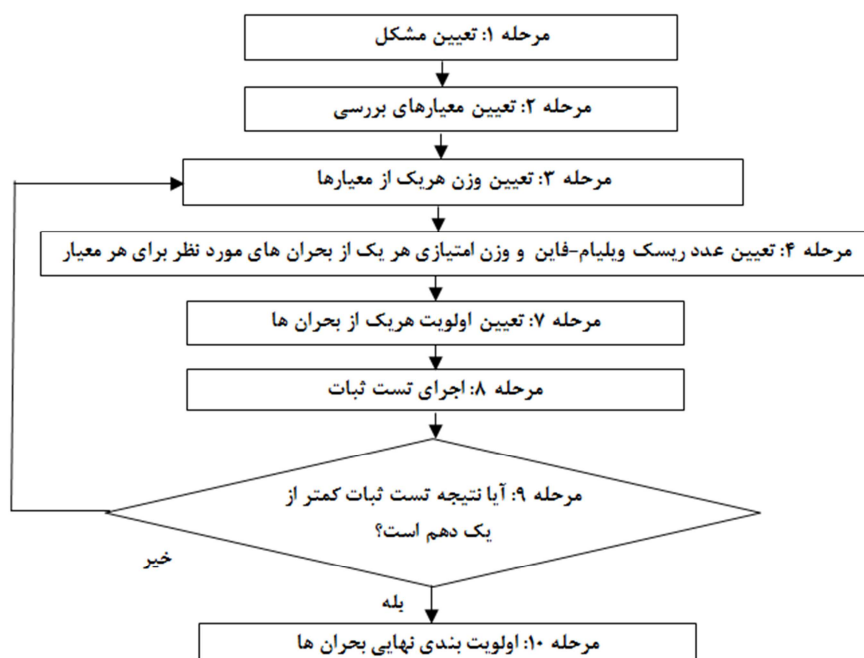 مرحله ۱: تعیین مشکل
مرحله ۲: تعیین معیارهای بررسی
مرحله ۳: تعیین وزن هریک از معیارها
مرحله ۴: تعیین عدد ریسک ویلیام-فاین و وزن امتیازی هر یک از بحران های مورد نظر برای هر معیار
مرحله ۷: تعیین اولویت هریک از بحران ها
مرحله ۸: اجرای تست ثبات
مرحله ۹: آیا نتیجه تست ثبات کمتر از
یک دهم است؟
خیر
بله
مرحله ۱۰: اولویت بندی نهایی بحران ها